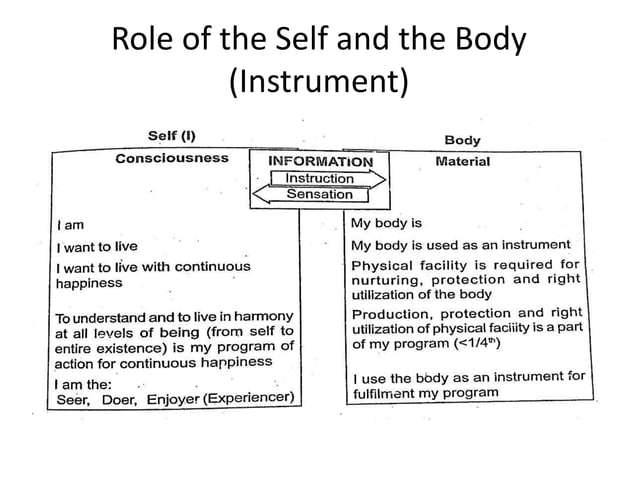 Role of the Self and the Body
(Instrument)
Self (I)
Consciousness
INFORMATION
Instruction
Sensation
Body
Material
I am
I want to live
I want to live with continuous
happiness
To understand and to live in harmony
at all levels of being (from self to
entire existence) is my program of
action for continuous happiness
I am the:
Seer, Doer, Enjoyer (Experiencer)
My body is
My body is used as an instrument
Physical facility is required for
nurturing, protection and right
utilization of the body
Production, protection and right
utilization of physical facility is a part
of my program (<1/4ᵗʰ)
I use the body as an instrument for
fulfilment my program